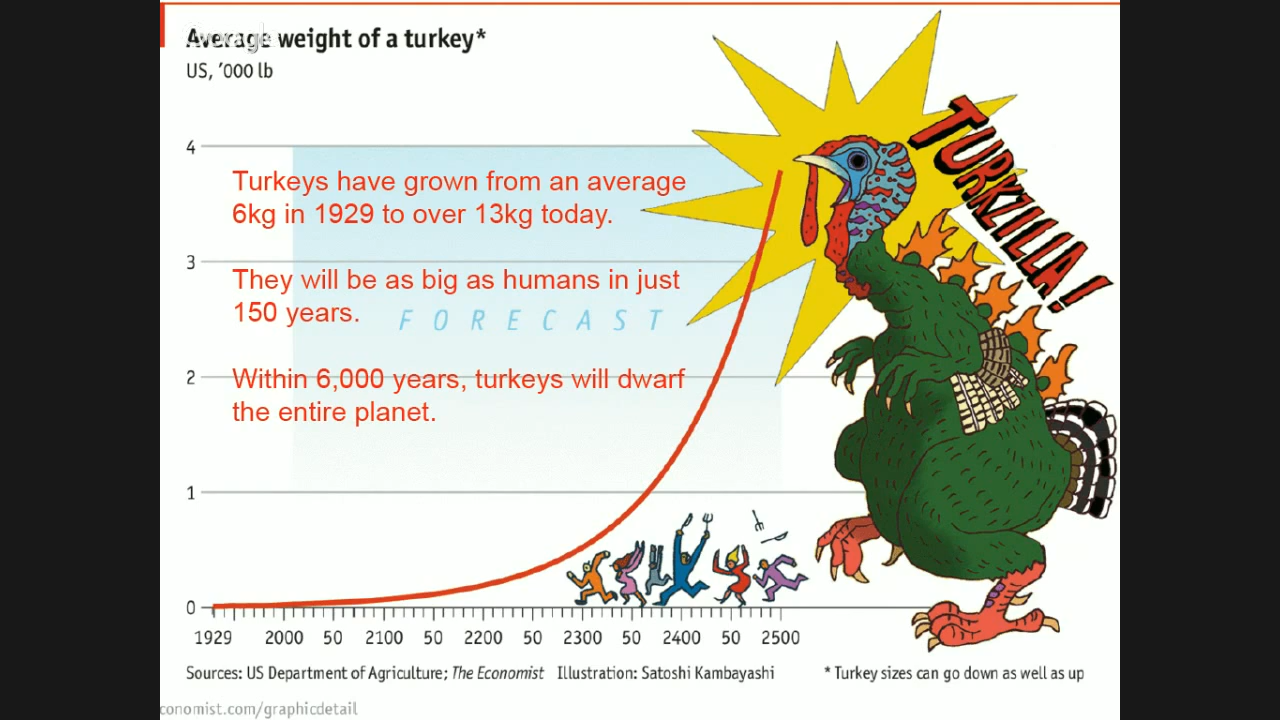 Average weight of a turkey*
Google
US, '000 lb
TURKZILLA!
4
Turkeys have grown from an average
6kg in 1929 to over 13kg today.
3
They will be as big as humans in just
150 years.
FORECAST
2
Within 6,000 years, turkeys will dwarf
the entire planet.
1
0
1929 2000 50 2100 50 2200 50 2300 50 2400 50 2500
Sources: US Department of Agriculture; The Economist Illustration: Satoshi Kambayashi * Turkey sizes can go down as well as up
conomist.com/graphicdetail